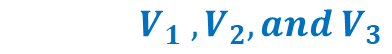 V₁ ,V₂, and V₃